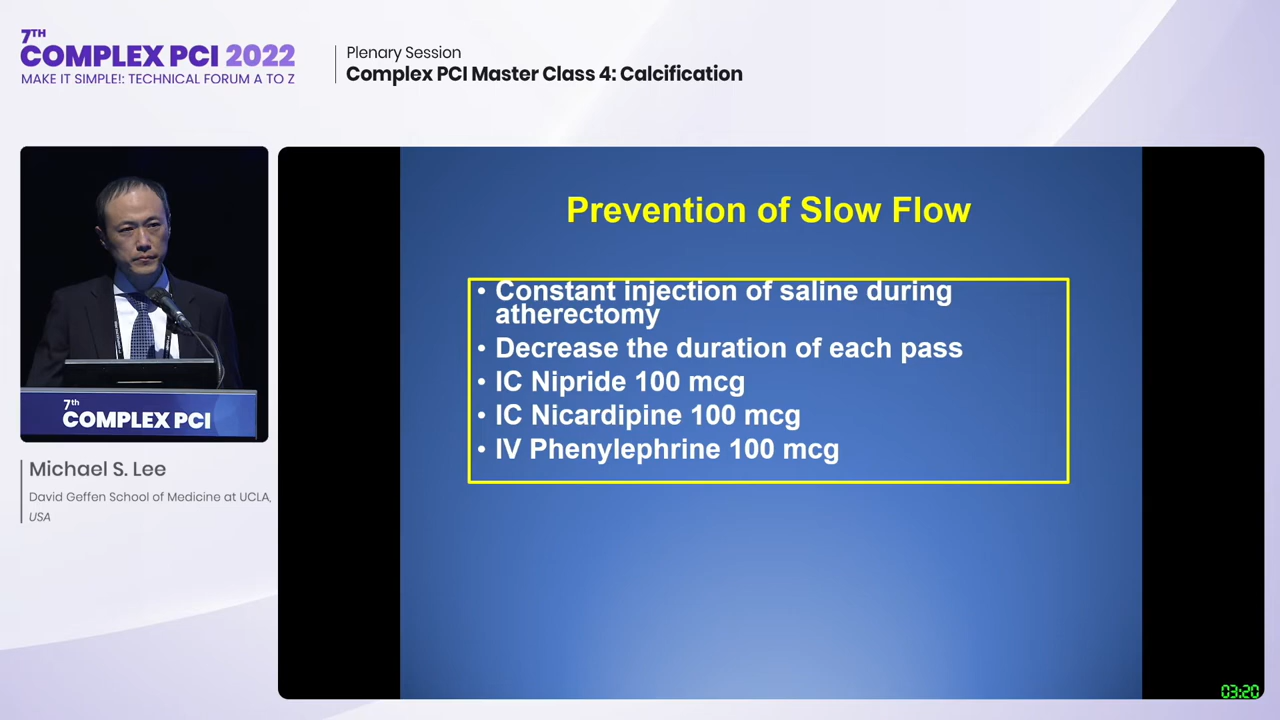 7TH
COMPLEX PCI 2022
MAKE IT SIMPLE!: TECHNICAL FORUM A TO Z
Plenary Session
Complex PCI Master Class 4: Calcification
7th
COMPLEX PCI
Michael S. Lee
David Geffen School of Medicine at UCLA,
USA
Prevention of Slow Flow
• Constant injection of saline during
atherectomy
• Decrease the duration of each pass
• IC Nipride 100 mcg
• IC Nicardipine 100 mcg
• IV Phenylephrine 100 mcg
03:20